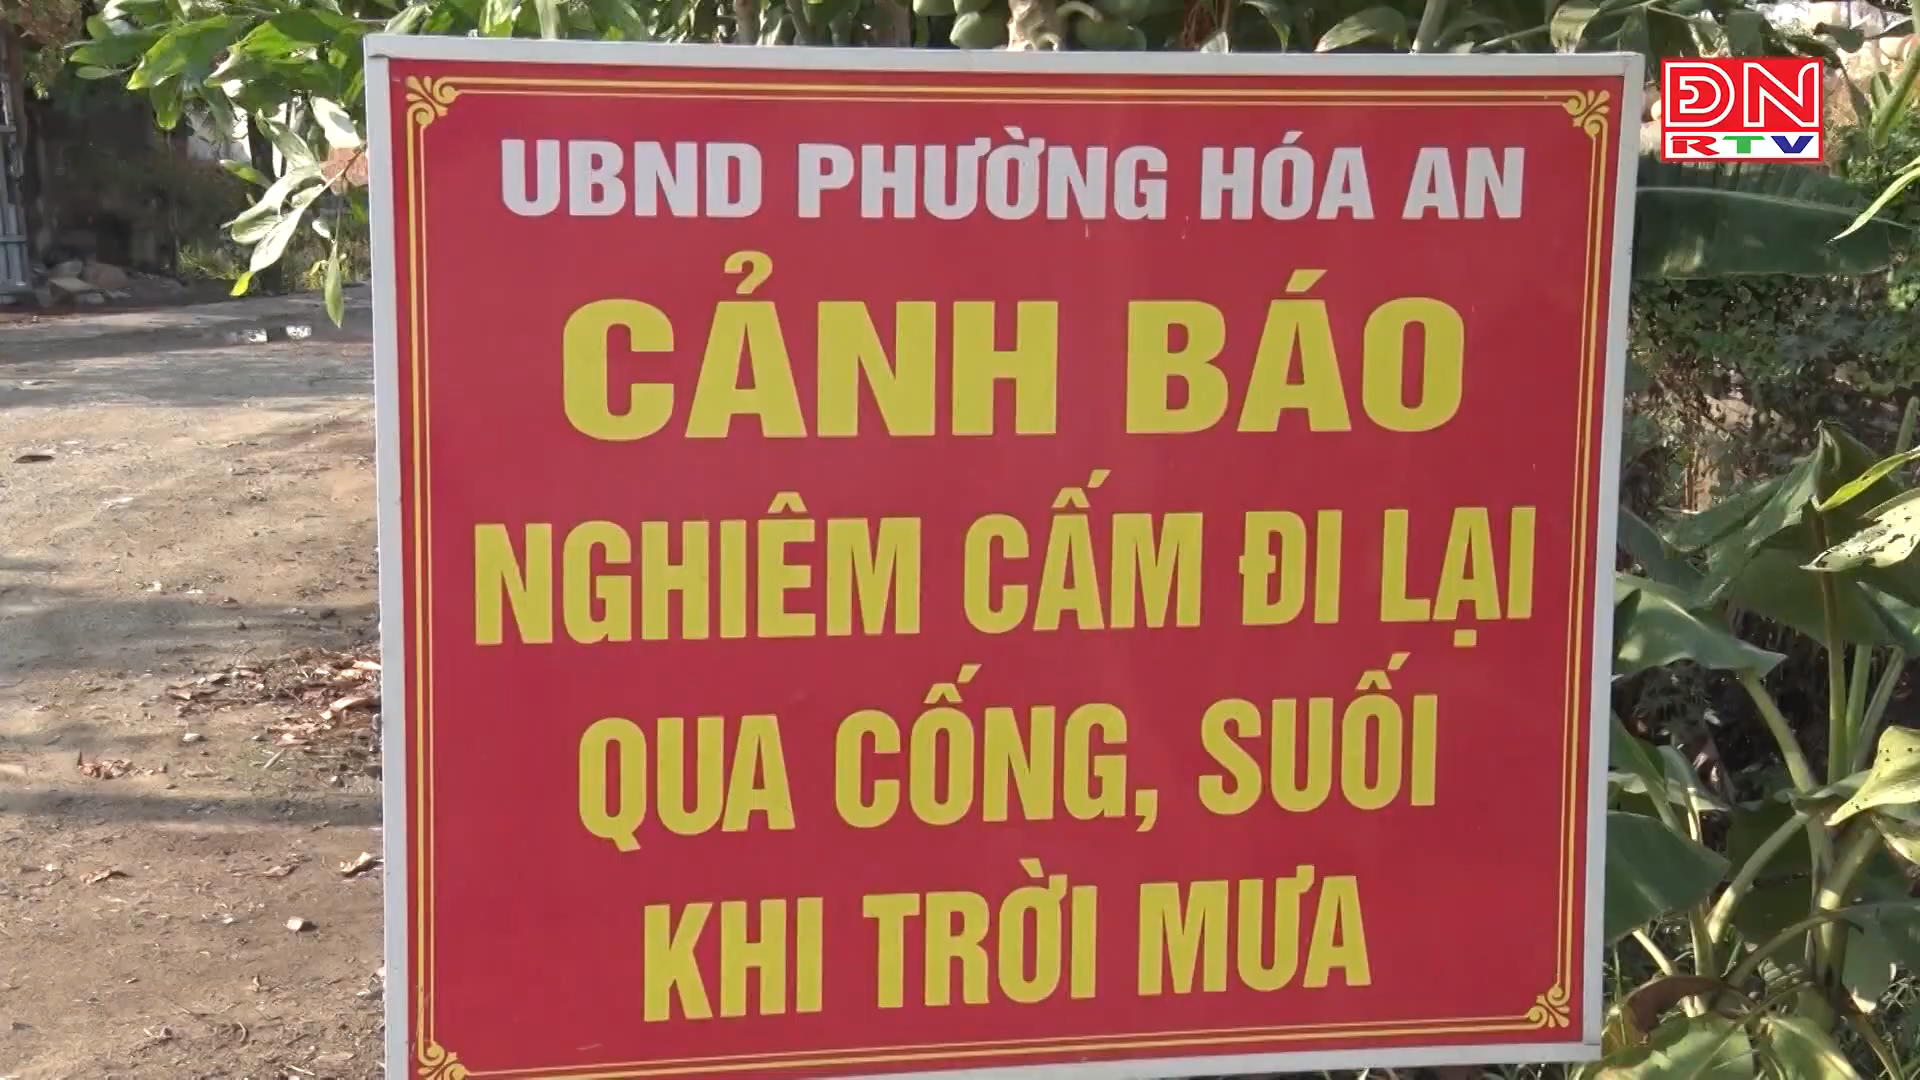 ĐN
RTV
UBND PHƯỜNG HÓA AN
CẢNH BÁO
NGHIÊM CẤM ĐI LẠI
QUA CỐNG, SUỐI
KHI TRỜI MƯA